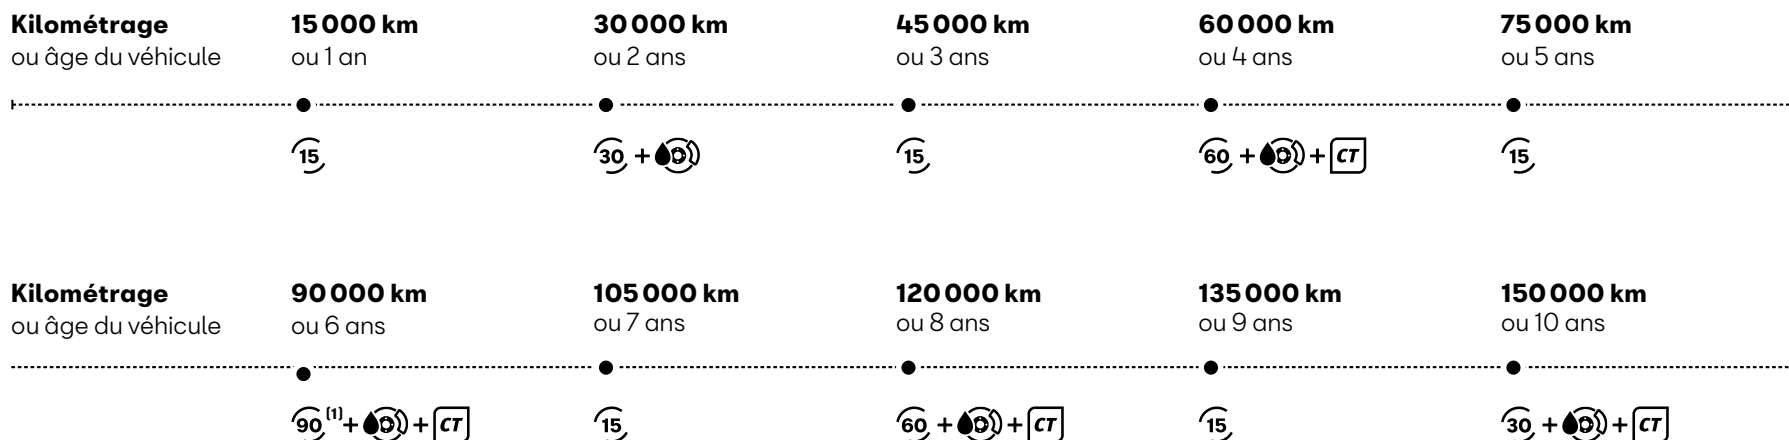 Kilométrage 15 000 km 30 000 km 45 000 km 60 000 km 75 000 km
ou âge du véhicule ou 1 an ou 2 ans ou 3 ans ou 4 ans ou 5 ans
15 30 + 15 60 + + CT 15
Kilométrage 90 000 km 105 000 km 120 000 km 135 000 km 150 000 km
ou âge du véhicule ou 6 ans ou 7 ans ou 8 ans ou 9 ans ou 10 ans
90 (1) + + CT 15 60 + + CT 15 30 + + CT